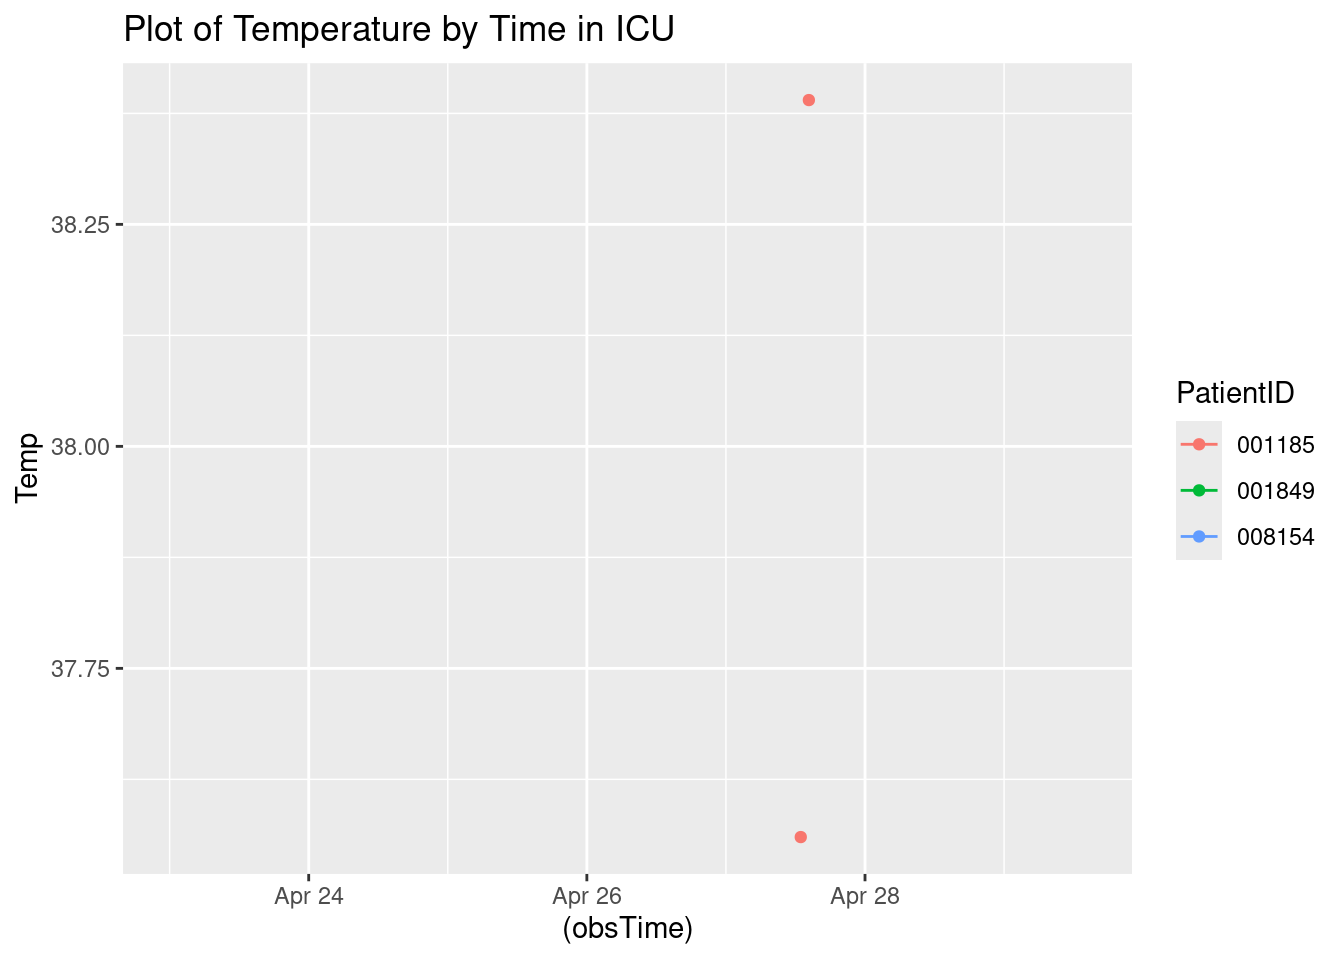 Plot of Temperature by Time in ICU
38.25
38.00
37.75
Temp
Apr 24
Apr 26
Apr 28
(obsTime)
PatientID
001185
001849
008154